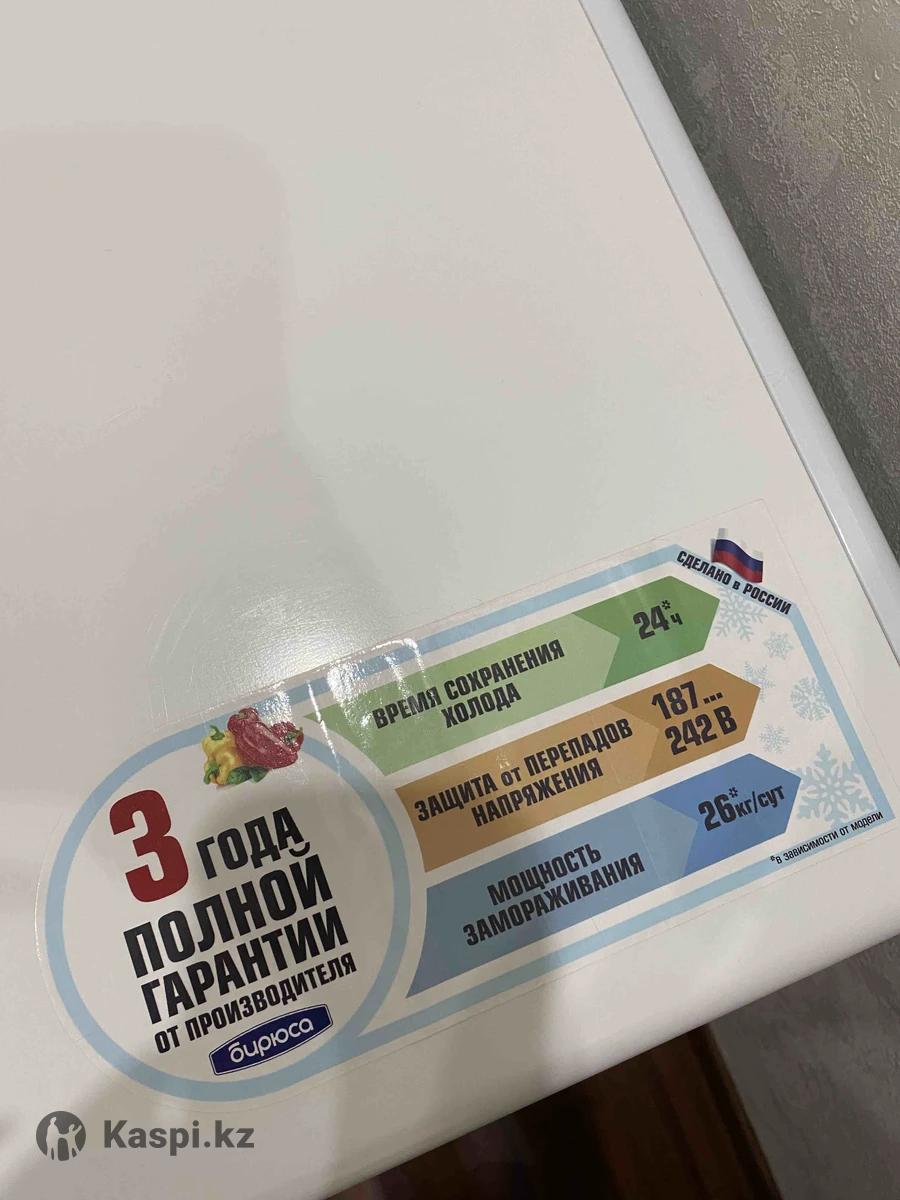 СДЕЛАНО в РОССИИ
ВРЕМЯ СОХРАНЕНИЯ
ХОЛОДА
24*ч
ЗАЩИТА от ПЕРЕПАДОВ
НАПРЯЖЕНИЯ
187...
242 В
МОЩНОСТЬ
ЗАМОРАЖИВАНИЯ
26*кг/сут
*в зависимости от модели
3 ГОДА
ПОЛНОЙ
ГАРАНТИИ
ОТ ПРОИЗВОДИТЕЛЯ
бирюса
Kaspi.kz